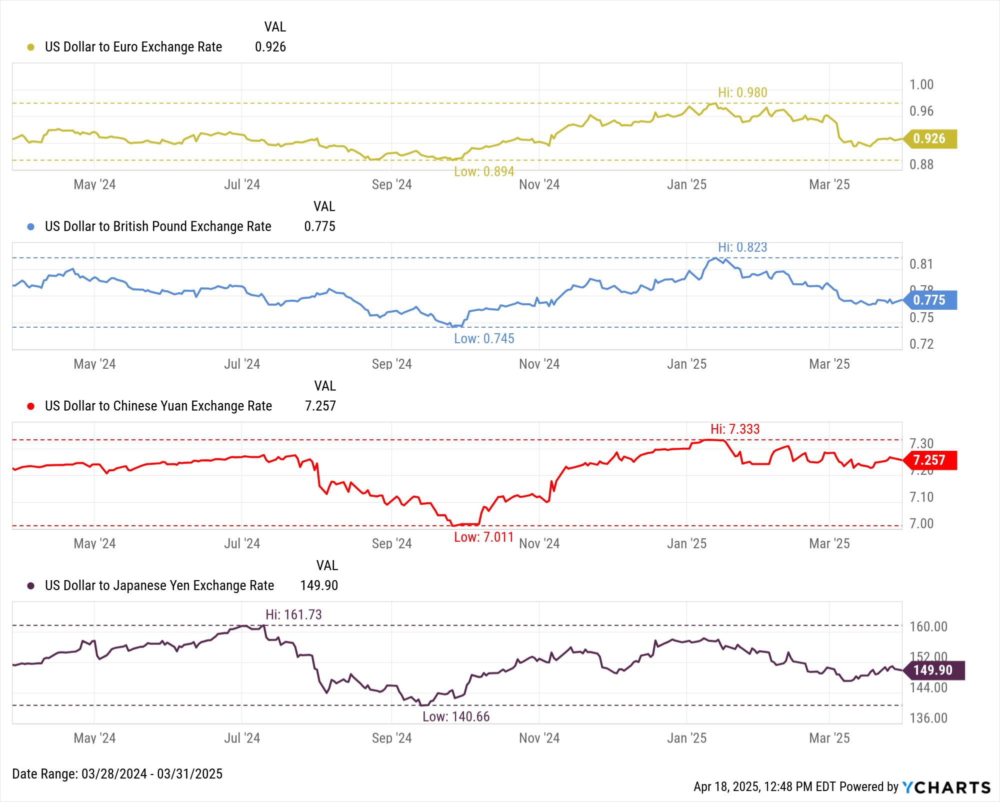 VAL
US Dollar to Euro Exchange Rate 0.926
Hi: 0.980
1.00
0.96
0.926
0.88
Low: 0.894
May '24 Jul '24 Sep '24 Nov '24 Jan '25 Mar '25
VAL
US Dollar to British Pound Exchange Rate 0.775
Hi: 0.823
0.81
0.78
0.775
0.75
Low: 0.745
0.72
May '24 Jul '24 Sep '24 Nov '24 Jan '25 Mar '25
VAL
US Dollar to Chinese Yuan Exchange Rate 7.257
Hi: 7.333
7.30
7.257
7.20
7.10
7.00
Low: 7.011
May '24 Jul '24 Sep '24 Nov '24 Jan '25 Mar '25
VAL
US Dollar to Japanese Yen Exchange Rate 149.90
Hi: 161.73
160.00
152.00
149.90
144.00
Low: 140.66
136.00
May '24 Jul '24 Sep '24 Nov '24 Jan '25 Mar '25
Date Range: 03/28/2024 - 03/31/2025
Apr 18, 2025, 12:48 PM EDT Powered by YCHARTS